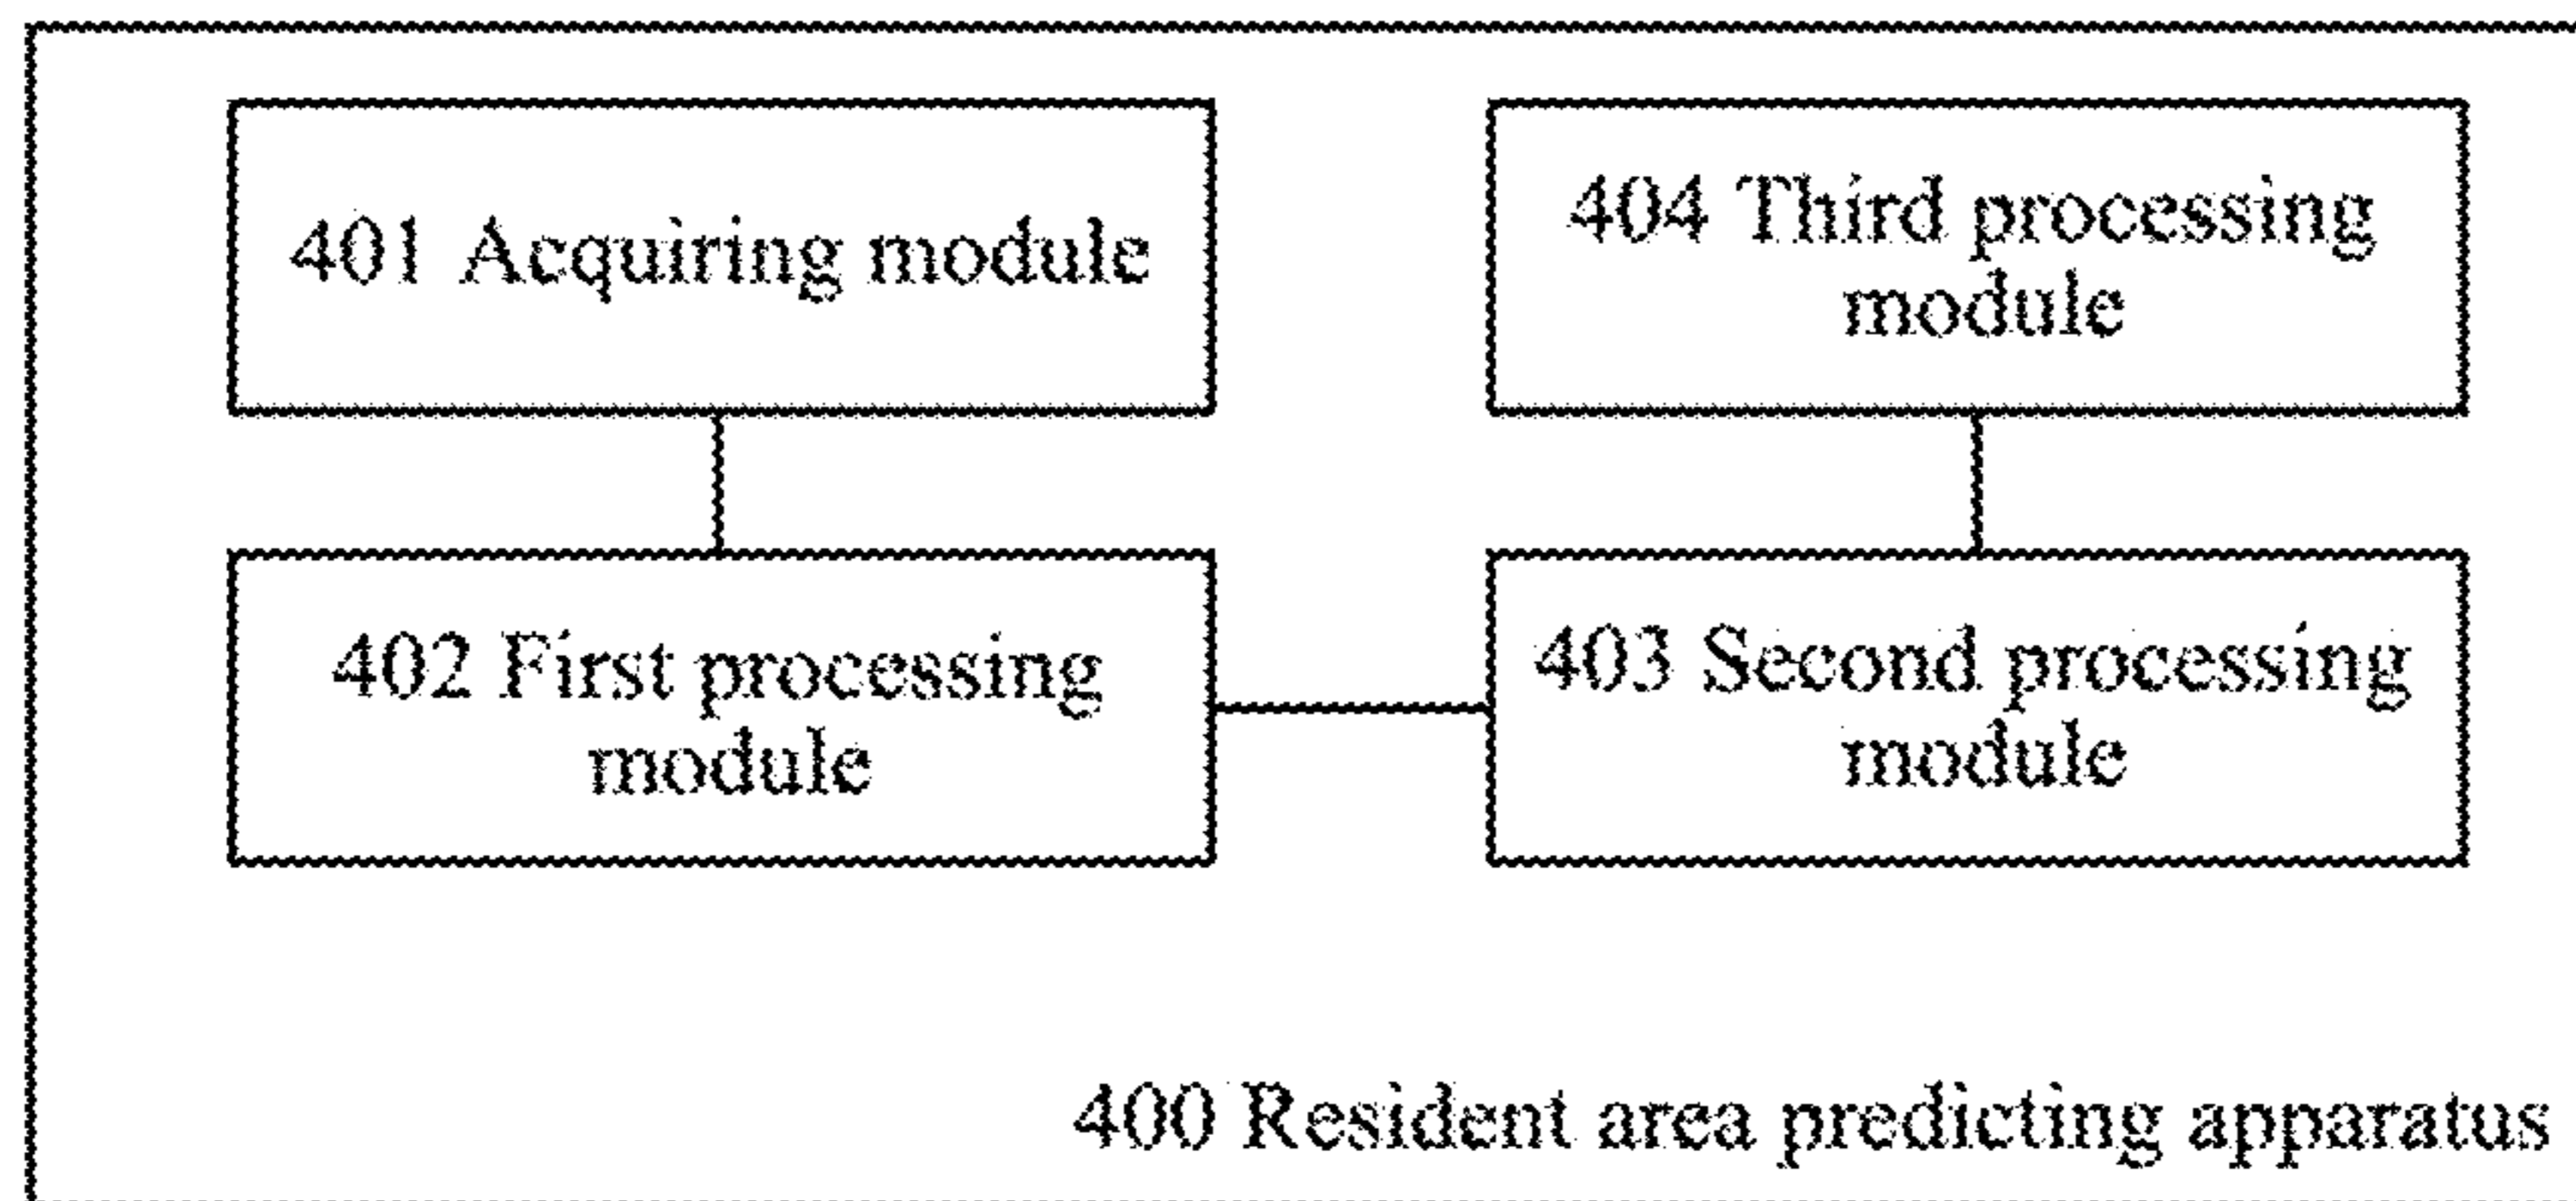 401 Acquiring module
404 Third processing
module
402 First processing
module
403 Second processing
module
400 Resident area predicting apparatus